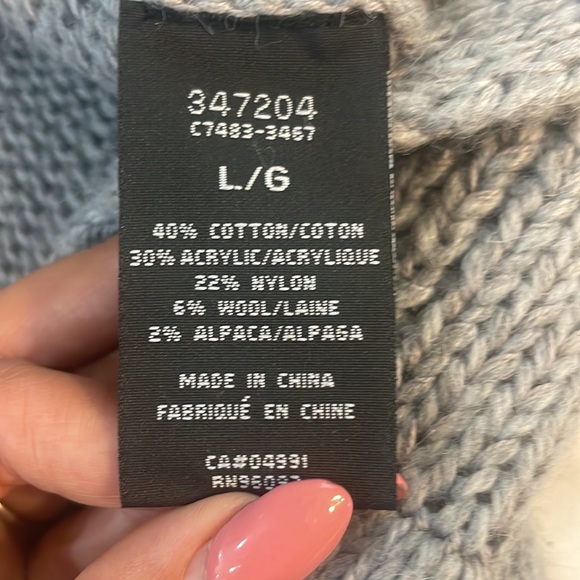 347204
C7483-3467
L/G
40% COTTON/COTON
30% ACRYLIC/ACRYLIQUE
22% NYLON
6% WOOL/LAINE
2% ALPACA/ALPAGA
MADE IN CHINA
FABRIQUÉ EN CHINE
CA#04991